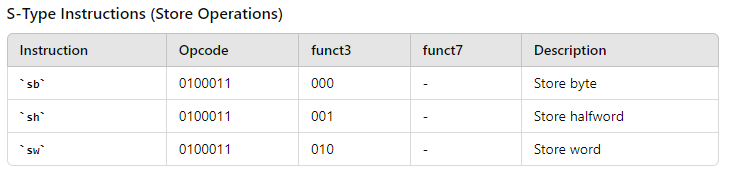 S-Type Instructions (Store Operations)
Instruction Opcode funct3 funct7 Description
`sb` 0100011 000 - Store byte
`sh` 0100011 001 - Store halfword
`sw` 0100011 010 - Store word